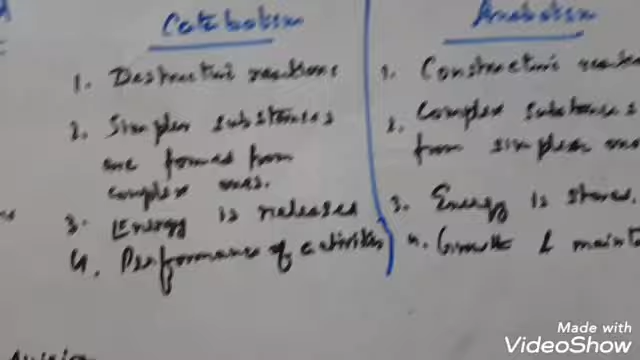 Catabolism
1. Destructive reactions
2. Simpler substances
are formed from
complex ones.
3. Energy is released
4. Performance of activities
Anabolism
1. Constructive
2. Complex substances
from simpler
3. Energy is stored.
4. Growth &
Made with
VideoShow